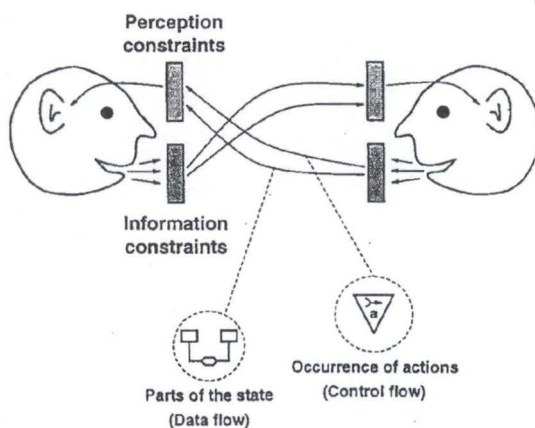 Perception
constraints
Information
constraints
a
Occurrence of actions
(Control flow)
Parts of the state
(Data flow)